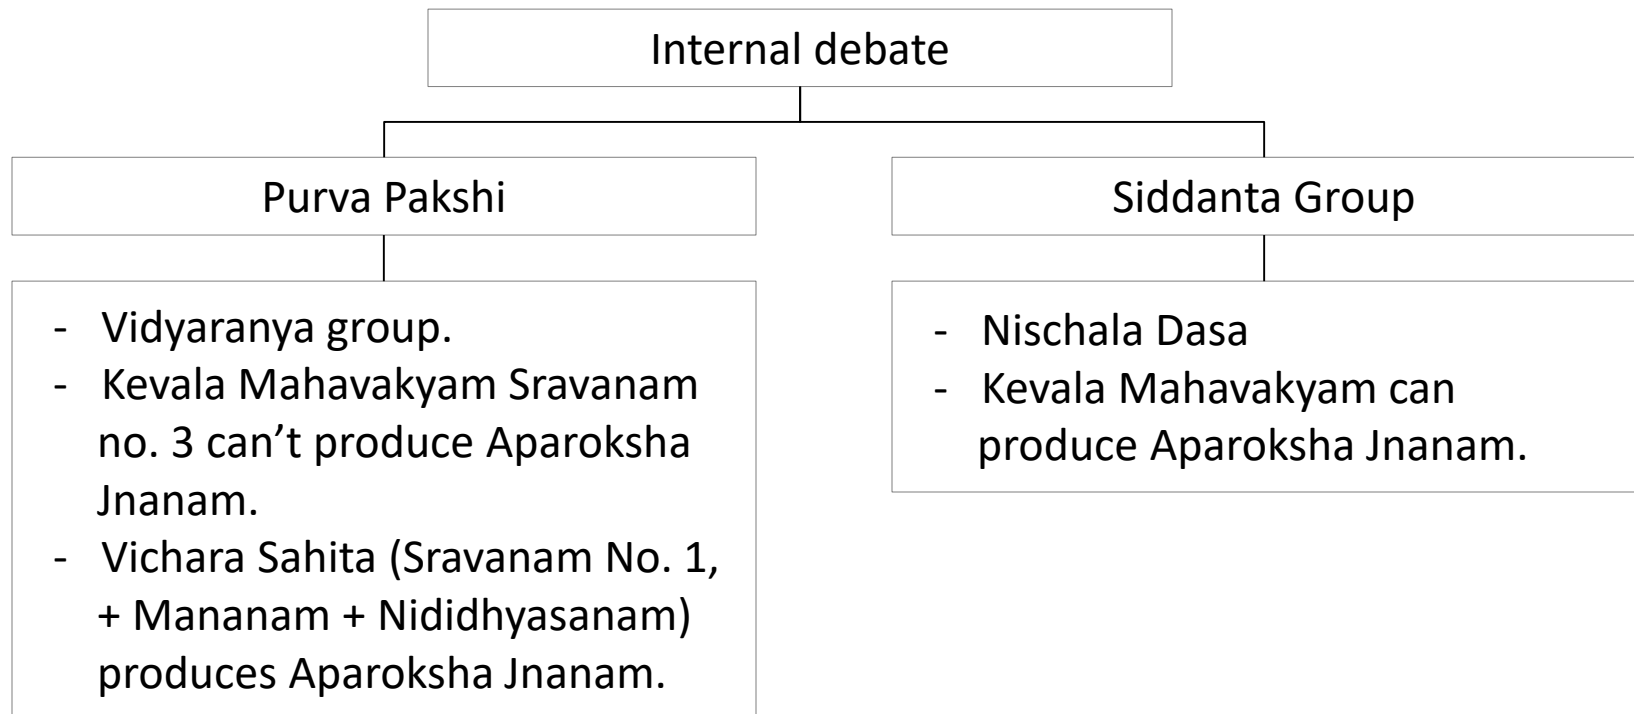 Internal debate
Purva Pakshi
Siddanta Group
- Vidyaranya group.
- Kevala Mahavakyam Sravanam
no. 3 can’t produce Aparoksha
Jnanam.
- Vichara Sahita (Sravanam No. 1,
+ Mananam + Nididhyasanam)
produces Aparoksha Jnanam.
- Nischala Dasa
- Kevala Mahavakyam can
produce Aparoksha Jnanam.